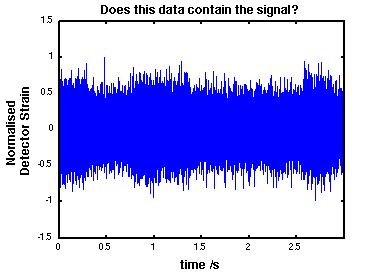 Does this data contain the signal?
1.5
1
0.5
0
-0.5
-1
-1.5
Normalised
Detector Strain
0 0.5 1 1.5 2 2.5
time /s